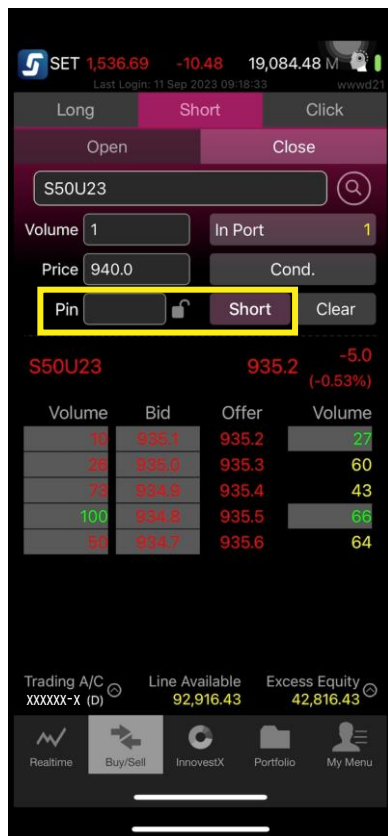 SET 1,536.69 -10.48 19,084.48 M
Last Login: 11 Sep 2023 09:18:33 wwwd21
Long Short Click
Open Close
S50U23
Volume 1 In Port 1
Price 940.0 Cond.
Pin Short Clear
S50U23 935.2 -5.0
(-0.53%)
Volume Bid Offer Volume
10 935.1 935.2 27
26 935.0 935.3 60
73 934.9 935.4 43
100 934.8 935.5 66
50 934.7 935.6 64
Trading A/C Line Available Excess Equity
XXXXXX-X (D) 92,916.43 42,816.43
Realtime Buy/Sell InnovestX Portfolio My Menu